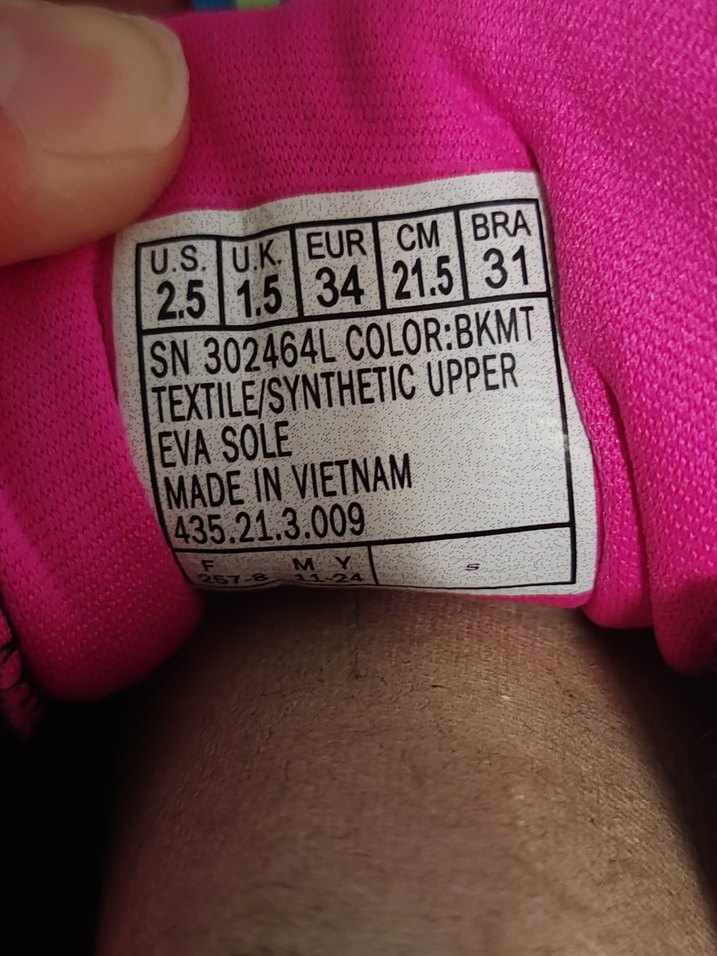 U.S. U.K. EUR CM BRA
2.5 1.5 34 21.5 31
SN 302464L COLOR:BKMT
TEXTILE/SYNTHETIC UPPER
EVA SOLE
MADE IN VIETNAM
435.21.3.009
F M Y S
267-8 11-24